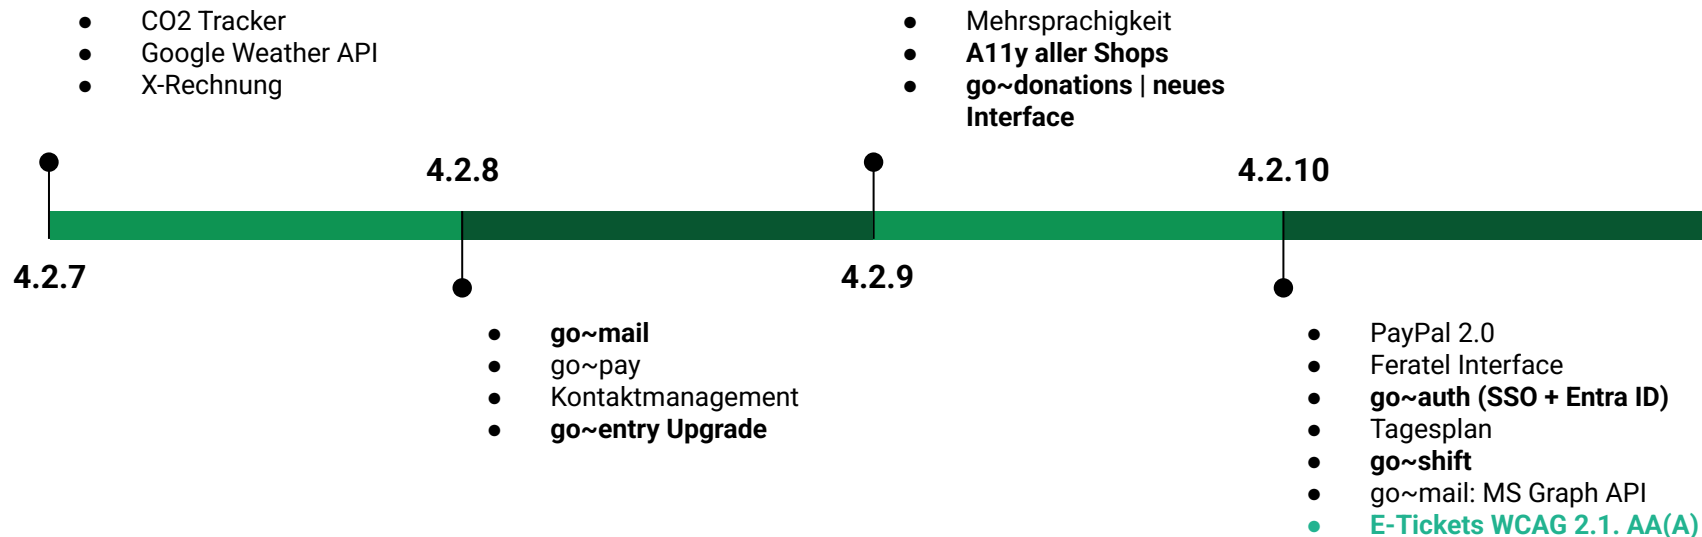 ● CO2 Tracker
● Google Weather API
● X-Rechnung
● Mehrsprachigkeit
● A11y aller Shops
● go~donations | neues
Interface
4.2.8
4.2.10
4.2.7
4.2.9
● go~mail
● go~pay
● Kontaktmanagement
● go~entry Upgrade
● PayPal 2.0
● Feratel Interface
● go~auth (SSO + Entra ID)
● Tagesplan
● go~shift
● go~mail: MS Graph API
● E-Tickets WCAG 2.1. AA(A)